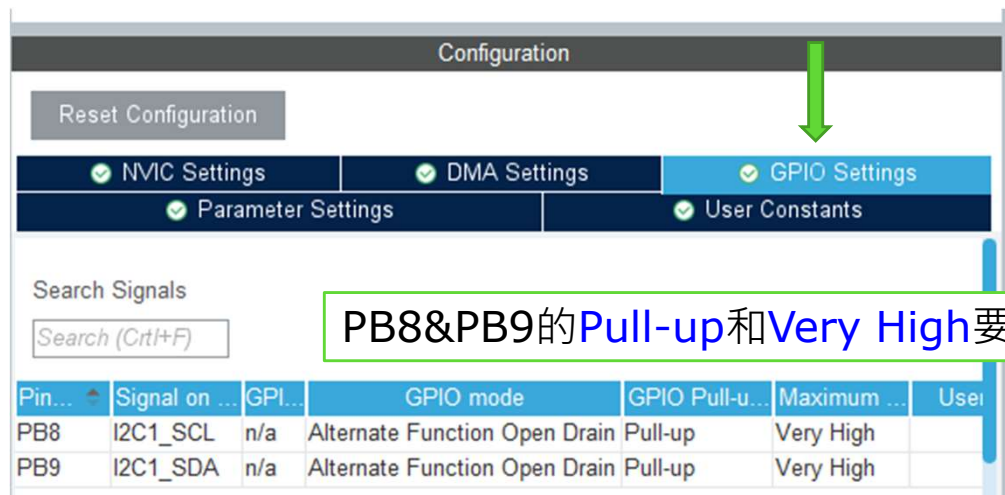 Configuration
Reset Configuration
NVIC Settings DMA Settings GPIO Settings
Parameter Settings User Constants
Search Signals
Search (Crtl+F)
PB8&PB9的Pull-up和Very High要
Pin... Signal on ... GPI... GPIO mode GPIO Pull-u... Maximum ... User
PB8 I2C1_SCL n/a Alternate Function Open Drain Pull-up Very High
PB9 I2C1_SDA n/a Alternate Function Open Drain Pull-up Very High